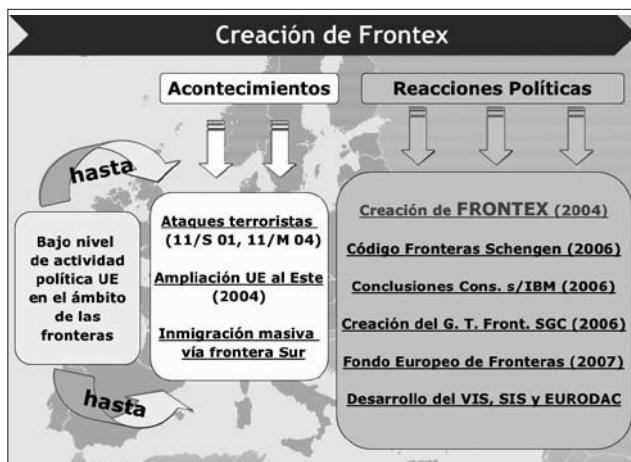 Creación de Frontex
Acontecimientos
Reacciones Políticas
hasta
Bajo nivel
de actividad
política UE
en el ámbito
de las
fronteras
hasta
Ataques terroristas
(11/S 01, 11/M 04)
Ampliación UE al Este
(2004)
Inmigración masiva
vía frontera Sur
Creación de FRONTEX (2004)
Código Fronteras Schengen (2006)
Conclusiones Cons. s/IBM (2006)
Creación del G. T. Front. SGC (2006)
Fondo Europeo de Fronteras (2007)
Desarrollo del VIS, SIS y EURODAC